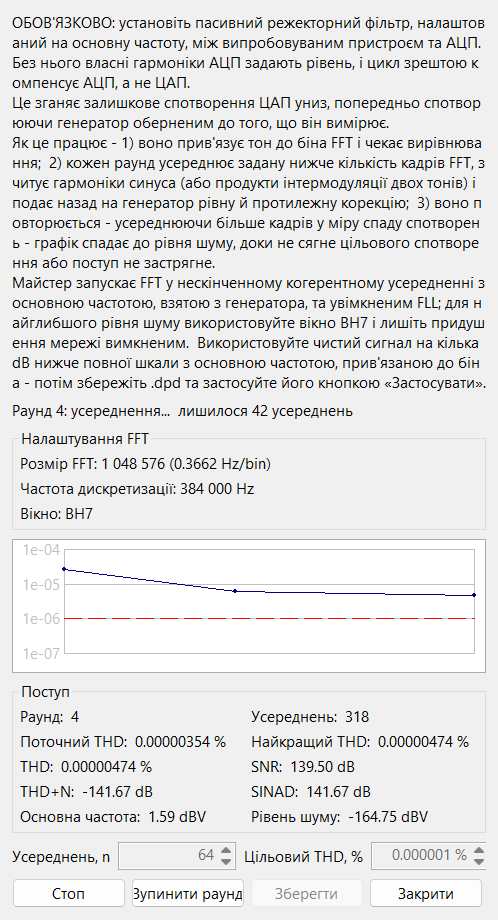 ОБОВ'ЯЗКОВО: установіть пасивний режекторний фільтр, налаштов
аний на основну частоту, між випробовуваним пристроєм та АЦП.
Без нього власні гармоніки АЦП задають рівень, і цикл зрештою к
омпенсує АЦП, а не ЦАП.
Це зганяє залишкове спотворення ЦАП униз, попередньо спотвор
юючи генератор оберненим до того, що він вимірює.
Як це працює - 1) воно прив'язує тон до біна FFT і чекає вирівнюва
ння;  2) кожен раунд усереднює задану нижче кількість кадрів FFT, з
читує гармоніки синуса (або продукти інтермодуляції двох тонів) і
подає назад на генератор рівну й протилежну корекцію;  3) воно п
овторюється - усереднюючи більше кадрів у міру спаду спотворен
ь - графік спадає до рівня шуму, доки не сягне цільового спотворе
ння або поступ не застрягне.
Майстер запускає FFT у нескінченному когерентному усередненні з
основною частотою, взятою з генератора, та увімкненим FLL; для н
айглибшого рівня шуму використовуйте вікно BH7 і лишіть придуш
ення мережі вимкненим.  Використовуйте чистий сигнал на кілька
dB нижче повної шкали з основною частотою, прив'язаною до бін
а - потім збережіть .dpd та застосуйте його кнопкою «Застосувати».
Раунд 4: усереднення...  лишилося 42 усереднень
Налаштування FFT
Розмір FFT: 1 048 576 (0.3662 Hz/bin)
Частота дискретизації: 384 000 Hz
Вікно: BH7
1e-04
1e-05
1e-06
1e-07
Поступ
Раунд:  4
Усереднень:  318
Поточний THD:  0.00000354 %
Найкращий THD:  0.00000474 %
THD:  0.00000474 %
SNR:  139.50 dB
THD+N:  -141.67 dB
SINAD:  141.67 dB
Основна частота:  1.59 dBV
Рівень шуму:  -164.75 dBV
Усереднень, n
64
Цільовий THD, %
0.000001 %
Стоп
Зупинити раунд
Зберегти
Закрити